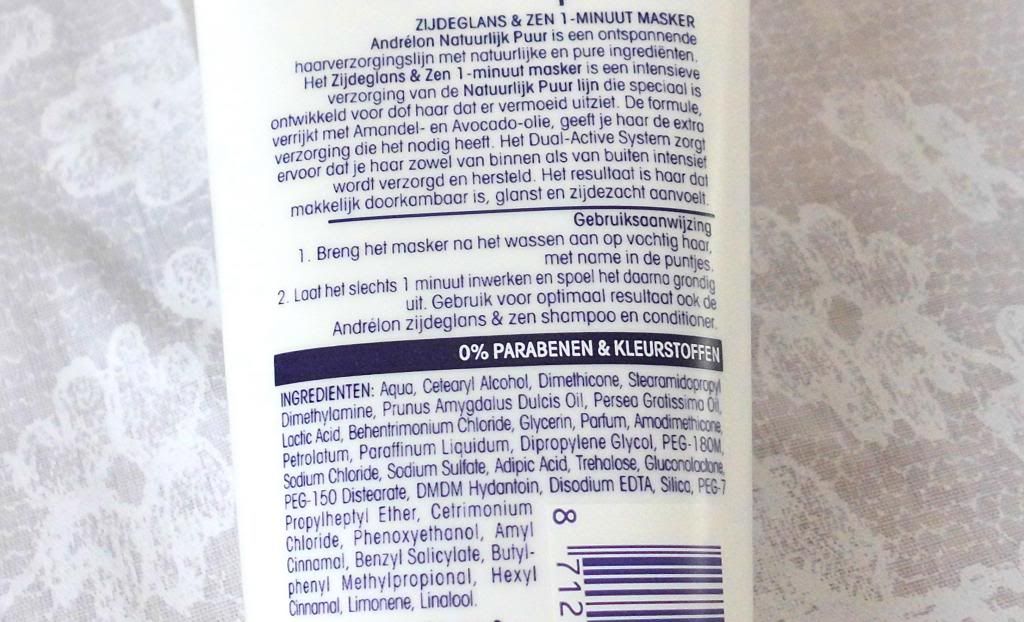 ZIJDEGLANS & ZEN 1-MINUUT MASKER
Andrélon Natuurlijk Puur is een ontspannende
haarverzorgingslijn met natuurlijke en pure ingrediënten.
Het Zijdeglans & Zen 1-minuut masker is een intensieve
verzorging van de Natuurlijk Puur lijn die speciaal is
ontwikkeld voor dof haar dat er vermoeid uitziet. De formule,
verrijkt met Amandel- en Avocado-olie, geeft je haar de extra
verzorging die het nodig heeft. Het Dual-Active System zorgt
ervoor dat je haar zowel van binnen als van buiten intensief
wordt verzorgd en hersteld. Het resultaat is haar dat
makkelijk doorkambaar is, glanst en zijdezacht aanvoelt.
Gebruiksaanwijzing
1. Breng het masker na het wassen aan op vochtig haar,
met name in de puntjes.
2. Laat het slechts 1 minuut inwerken en spoel het daarna grondig
uit. Gebruik voor optimaal resultaat ook de
Andrélon zijdeglans & zen shampoo en conditioner.
0% PARABENEN & KLEURSTOFFEN
INGREDIENTEN: Aqua, Cetearyl Alcohol, Dimethicone, Stearamidopropyl
Dimethylamine, Prunus Amygdalus Dulcis Oil, Persea Gratissima Oil,
Lactic Acid, Behentrimonium Chloride, Glycerin, Parfum, Amodimethicone,
Petrolatum, Paraffinum Liquidum, Dipropylene Glycol, PEG-180M,
Sodium Chloride, Sodium Sulfate, Adipic Acid, Trehalose, Gluconolactone,
PEG-150 Distearate, DMDM Hydantoin, Disodium EDTA, Silica, PEG-7
Propylheptyl Ether, Cetrimonium
Chloride, Phenoxyethanol, Amyl
Cinnamal, Benzyl Salicylate, Butyl-
phenyl Methylpropional, Hexyl
Cinnamal, Limonene, Linalool.
8 712